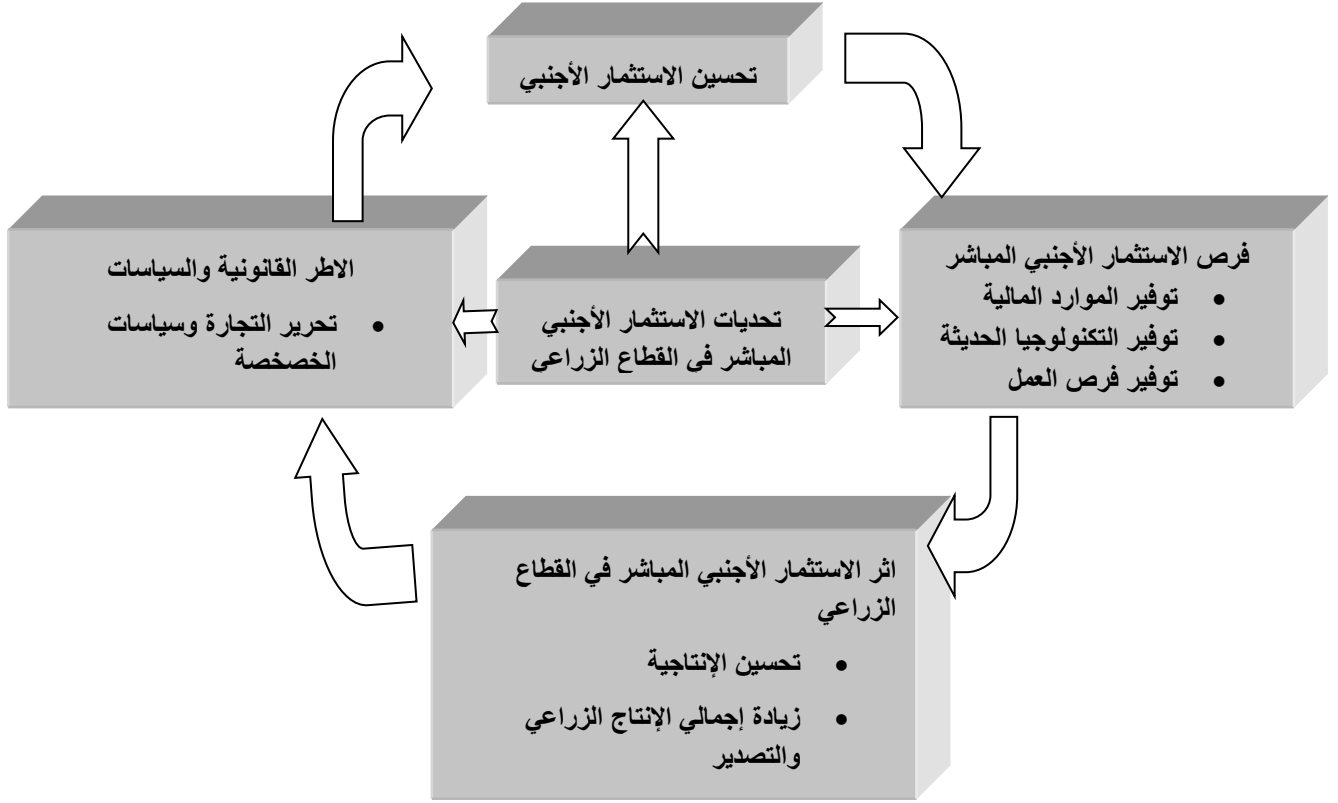 تحسين الاستثمار الأجنبي
فرص الاستثمار الأجنبي المباشر
• توفير الموارد المالية
• توفير التكنولوجيا الحديثة
• توفير فرص العمل
تحديات الاستثمار الأجنبي
المباشر في القطاع الزراعي
الاطر القانونية والسياسات
• تحرير التجارة وسياسات
الخصخصة
اثر الاستثمار الأجنبي المباشر في القطاع
الزراعي
• تحسين الإنتاجية
• زيادة إجمالي الإنتاج الزراعي
والتصدير